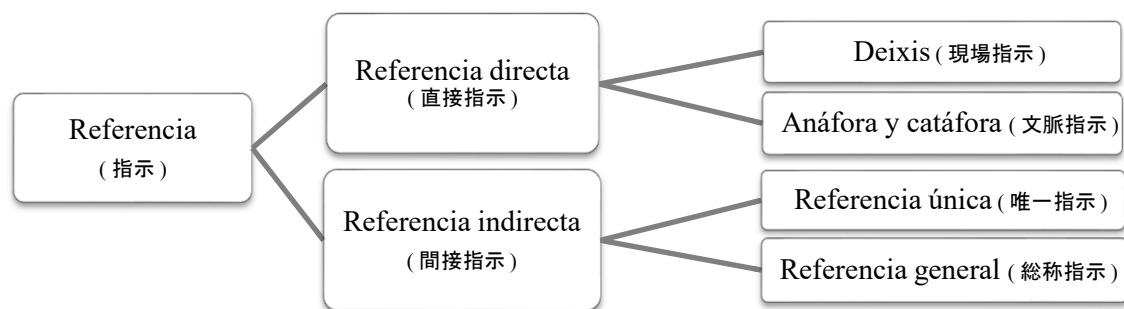 Referencia
( 指示 )
Referencia directa
( 直接指示 )
Referencia indirecta
( 間接指示 )
Deixis ( 現場指示 )
Anáfora y catáfora ( 文脈指示 )
Referencia única ( 唯一指示 )
Referencia general ( 総称指示 )